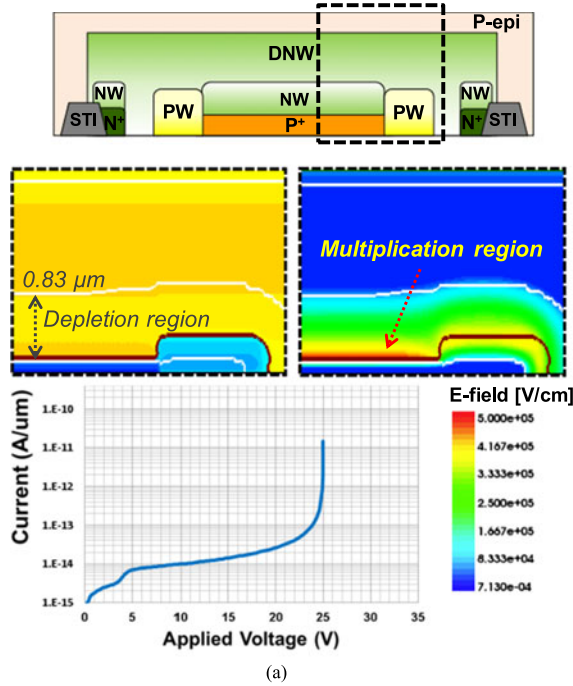 P-epi
DNW
NW
NW
NW
PW
PW
STI
N+
P+
N+
STI
0.83 μm
Depletion region
Multiplication region
E-field [V/cm]
5.000e+05
4.167e+05
3.333e+05
2.500e+05
1.667e+05
8.333e+04
7.130e-04
Current (A/um)
1.E-10
1.E-11
1.E-12
1.E-13
1.E-14
1.E-15
0 5 10 15 20 25 30 35
Applied Voltage (V)
(a)